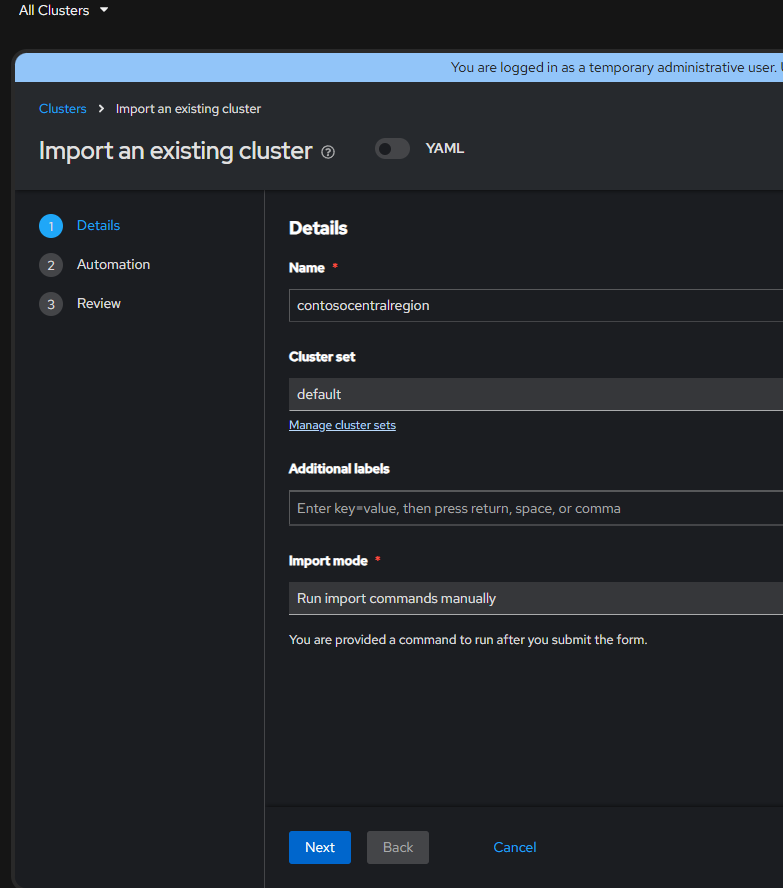 All Clusters
You are logged in as a temporary administrative user.
Clusters > Import an existing cluster
Import an existing cluster
YAML
1 Details
2 Automation
3 Review
Details
Name *
contosocentralregion
Cluster set
default
Manage cluster sets
Additional labels
Enter key=value, then press return, space, or comma
Import mode *
Run import commands manually
You are provided a command to run after you submit the form.
Next Back Cancel